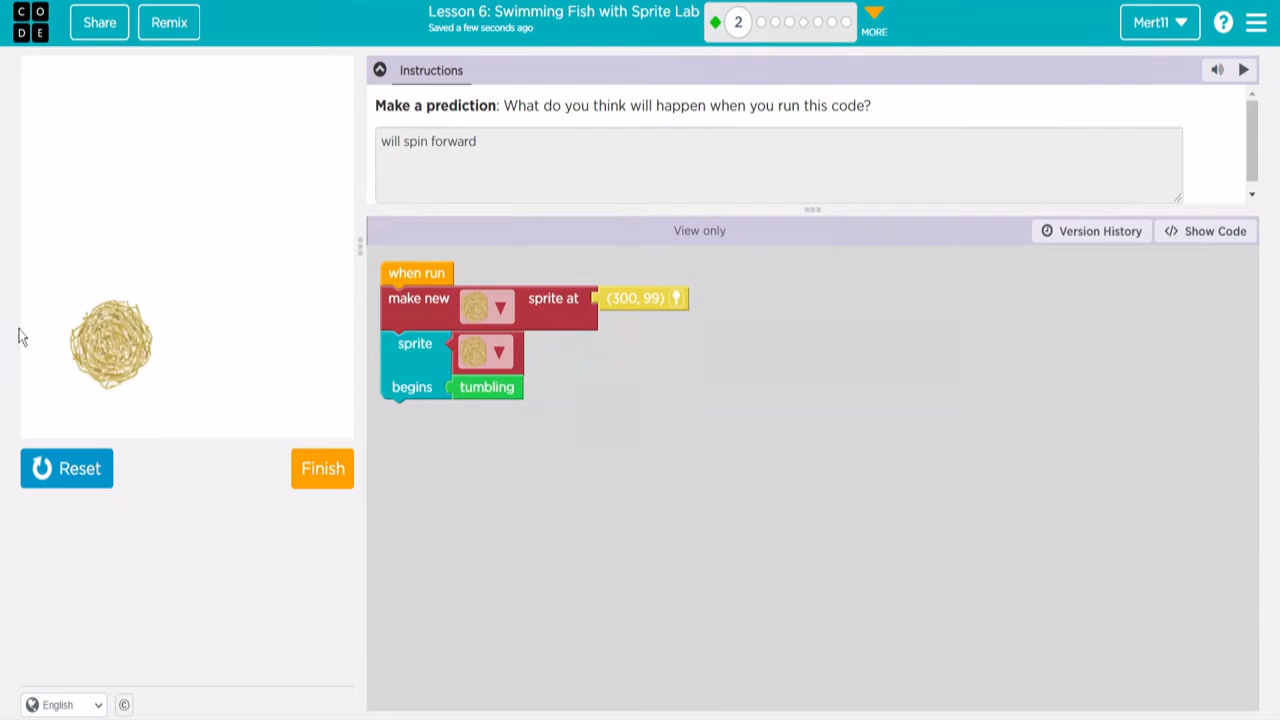 C O
D E
Share
Remix
Lesson 6: Swimming Fish with Sprite Lab
Saved a few seconds ago
2
MORE
Mert11
?
Instructions
Make a prediction: What do you think will happen when you run this code?
will spin forward
View only
Version History
</> Show Code
when run
make new sprite at (300, 99)
sprite
begins tumbling
Reset
Finish
English
©